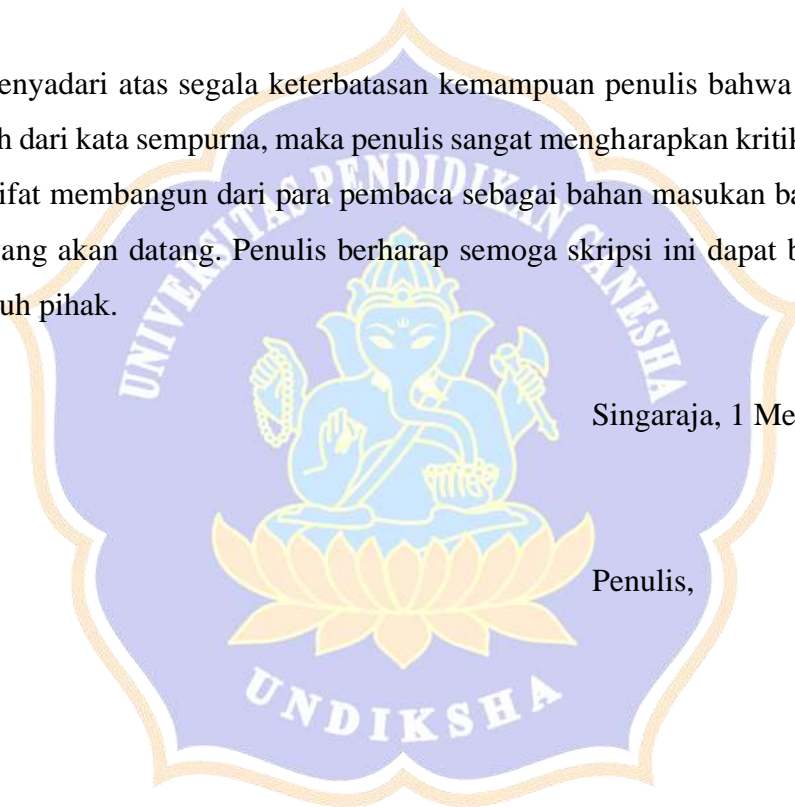 enyadari atas segala keterbatasan kemampuan penulis bahwa
h dari kata sempurna, maka penulis sangat mengharapkan kritik
ifat membangun dari para pembaca sebagai bahan masukan ba
yang akan datang. Penulis berharap semoga skripsi ini dapat b
uh pihak.
UNIVERSITAS PENDIDIKAN GANESHA
Singaraja, 1 Me
Penulis,
UNDIKSHA